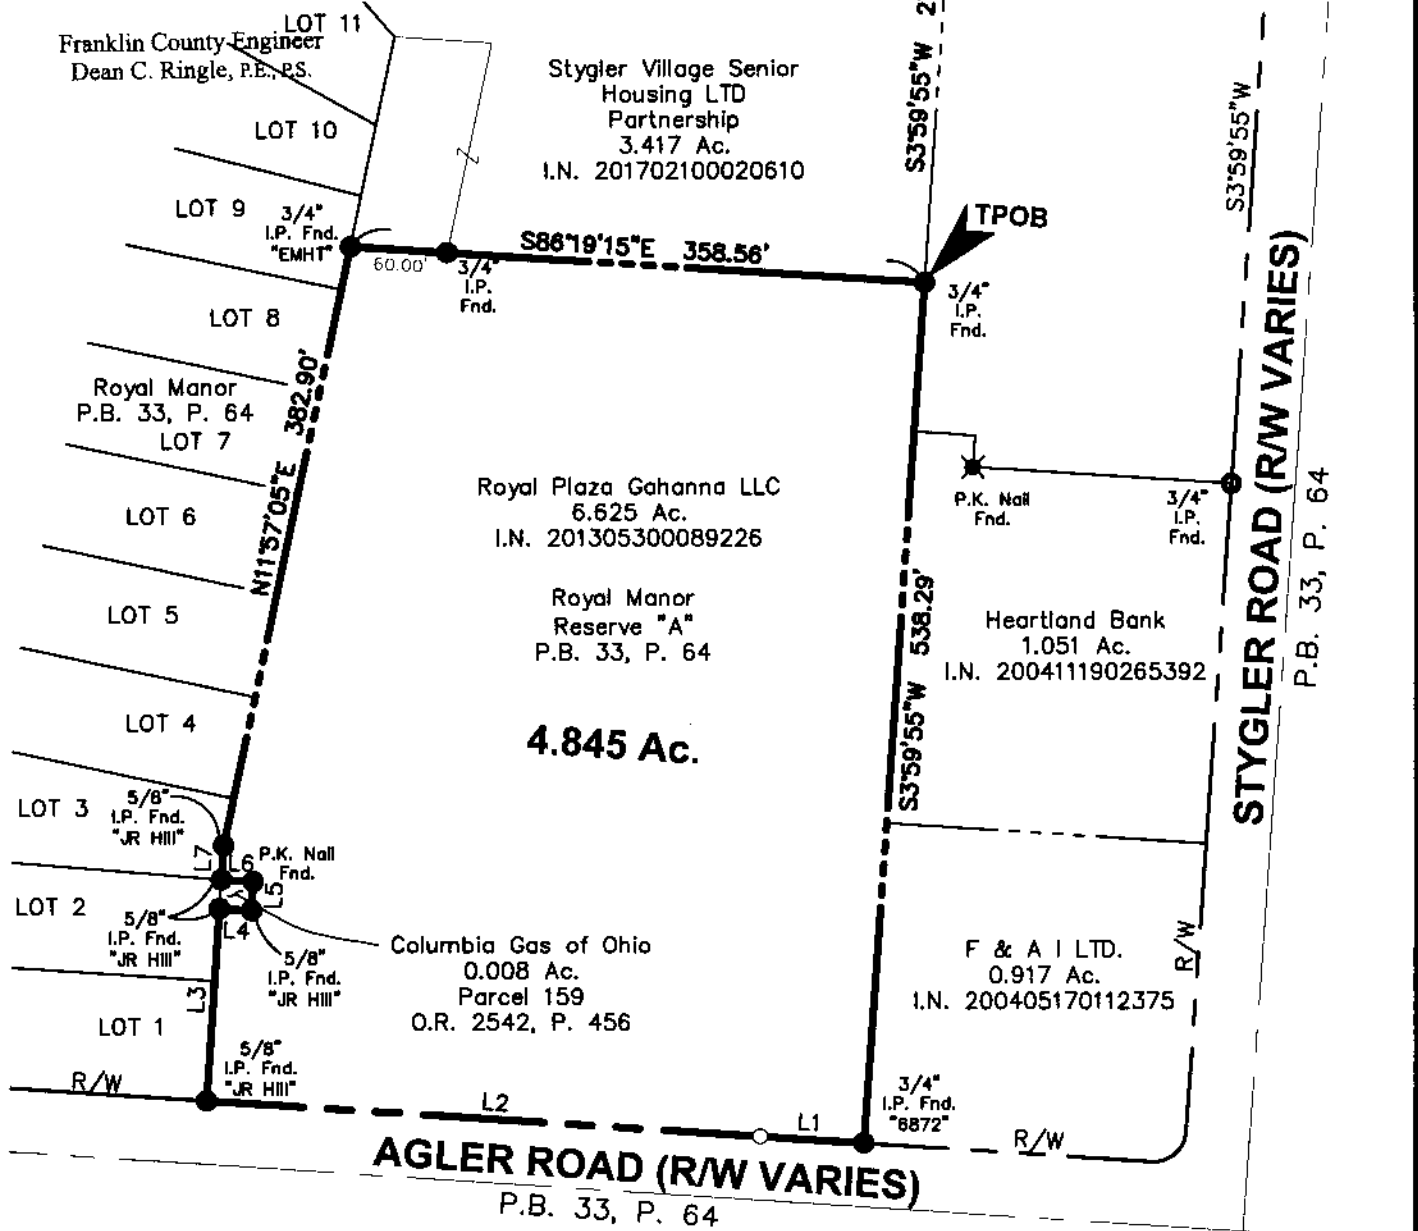 LOT 11
Franklin County Engineer
Dean C. Ringle, P.E., P.S.
LOT 10
LOT 9
3/4"
I.P. Fnd.
"EMHT"
Stygler Village Senior
Housing LTD
Partnership
3.417 Ac.
I.N. 201702100020610
S3°59'55"W 2
S3°59'55"W
TPOB
S86°19'15"E 358.56'
60.00'
3/4"
I.P.
Fnd.
3/4"
I.P.
Fnd.
LOT 8
Royal Manor
P.B. 33, P. 64
LOT 7
N11°57'05"E 382.90'
LOT 6
LOT 5
LOT 4
LOT 3
Royal Plaza Gahanna LLC
6.625 Ac.
I.N. 201305300089226
Royal Manor
Reserve "A"
P.B. 33, P. 64
4.845 Ac.
P.K. Nail
Fnd.
3/4"
I.P.
Fnd.
S3°59'55"W 538.29'
Heartland Bank
1.051 Ac.
I.N. 200411190265392
STYGLER ROAD (R/W VARIES)
P.B. 33, P. 64
5/8"
I.P. Fnd.
"JR Hill"
L7
L6
P.K. Nail
Fnd.
L5
LOT 2
5/8"
I.P. Fnd.
"JR Hill"
L4
5/8"
I.P. Fnd.
"JR Hill"
L3
LOT 1
Columbia Gas of Ohio
0.008 Ac.
Parcel 159
O.R. 2542, P. 456
F & A I LTD.
0.917 Ac.
I.N. 200405170112375
R/W
5/8"
I.P. Fnd.
"JR Hill"
R/W
L2
L1
3/4"
I.P. Fnd.
"6872"
R/W
AGLER ROAD (R/W VARIES)
P.B. 33, P. 64